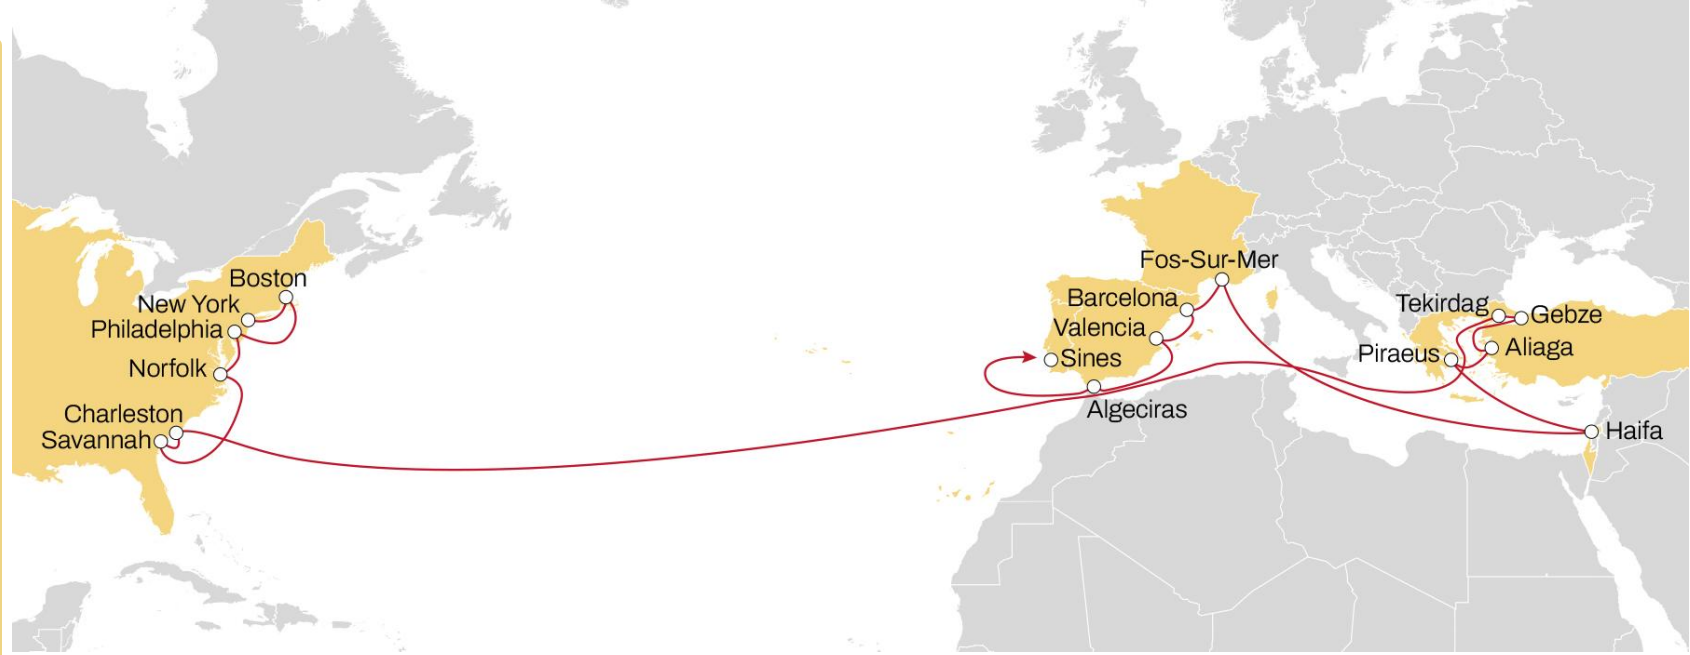 Boston
New York
Philadelphia
Norfolk
Charleston
Savannah
Fos-Sur-Mer
Barcelona
Valencia
Sines
Algeciras
Tekirdag
Gebze
Piraeus
Aliaga
Haifa